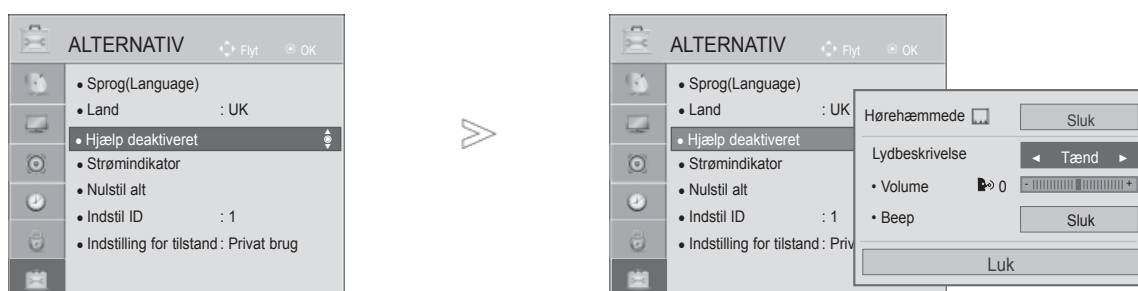 ALTERNATIV Flyt OK
• Sprog(Language)
• Land : UK
• Hjælp deaktiveret
• Strømindikator
• Nulstil alt
• Indstil ID : 1
• Indstilling for tilstand : Privat brug
ALTERNATIV Flyt OK
• Sprog(Language)
• Land : UK
• Hjælp deaktiveret
• Strømindikator
• Nulstil alt
• Indstil ID : 1
• Indstilling for tilstand : Priv
Hørehæmmede Sluk
Lydbeskrivelse ◄ Tænd ►
• Volume 0 - +
• Beep Sluk
Luk